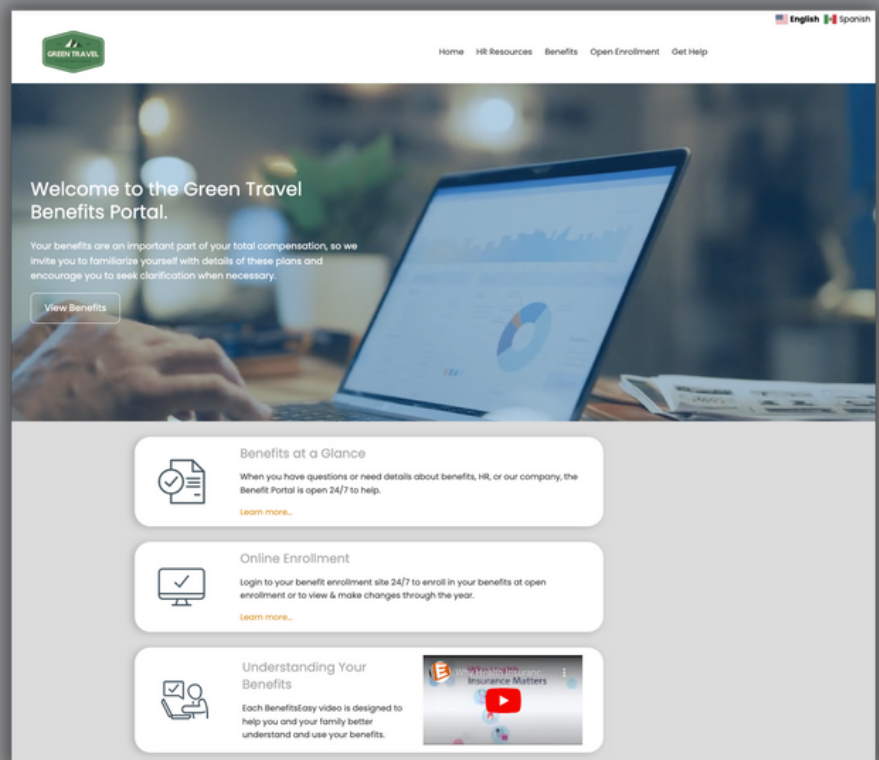 English Spanish
GREEN TRAVEL
Home HR Resources Benefits Open Enrollment Get Help
Welcome to the Green Travel
Benefits Portal.
Your benefits are an important part of your total compensation, so we
invite you to familiarize yourself with details of these plans and
encourage you to seek clarification when necessary.
View Benefits
Benefits at a Glance
When you have questions or need details about benefits, HR, or our company, the
Benefit Portal is open 24/7 to help.
Learn more...
Online Enrollment
Login to your benefit enrollment site 24/7 to enroll in your benefits at open
enrollment or to view & make changes through the year.
Learn more...
Understanding Your
Benefits
Each BenefitsEasy video is designed to
help you and your family better
understand and use your benefits.
E
Why Health Insuranc...
Insurance Matters